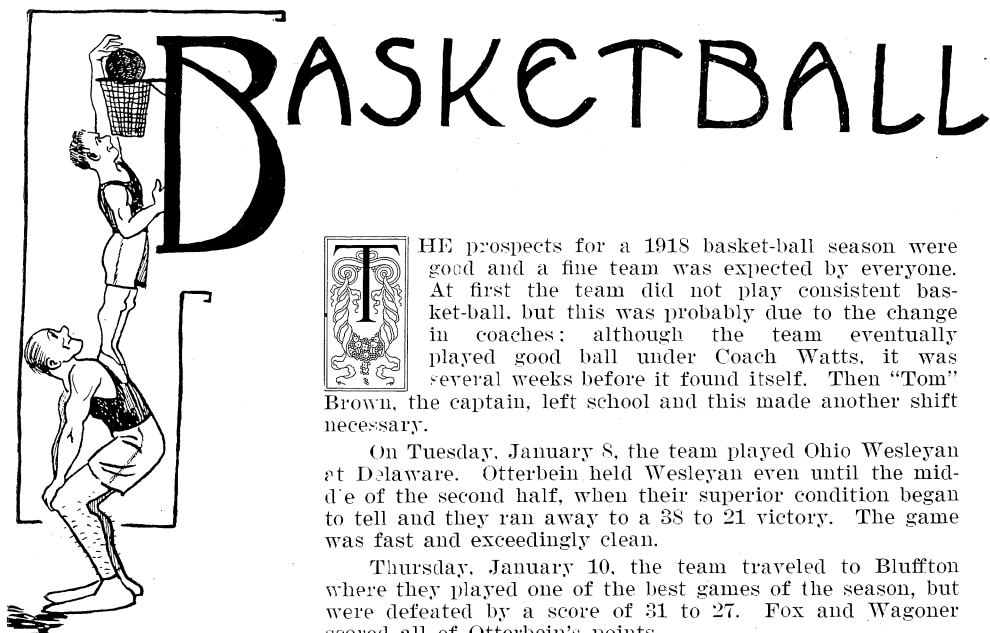 BASKETBALL
THE prospects for a 1918 basket-ball season were
good and a fine team was expected by everyone.
At first the team did not play consistent bas-
ket-ball, but this was probably due to the change
in coaches; although the team eventually
played good ball under Coach Watts, it was
several weeks before it found itself. Then “Tom”
Brown, the captain, left school and this made another shift
necessary.
On Tuesday, January 8, the team played Ohio Wesleyan
at Delaware. Otterbein held Wesleyan even until the mid-
dle of the second half, when their superior condition began
to tell and they ran away to a 38 to 21 victory. The game
was fast and exceedingly clean.
Thursday, January 10, the team traveled to Bluffton
where they played one of the best games of the season, but
were defeated by a score of 31 to 27. Fox and Wagoner
scored all of Otterbein's points.